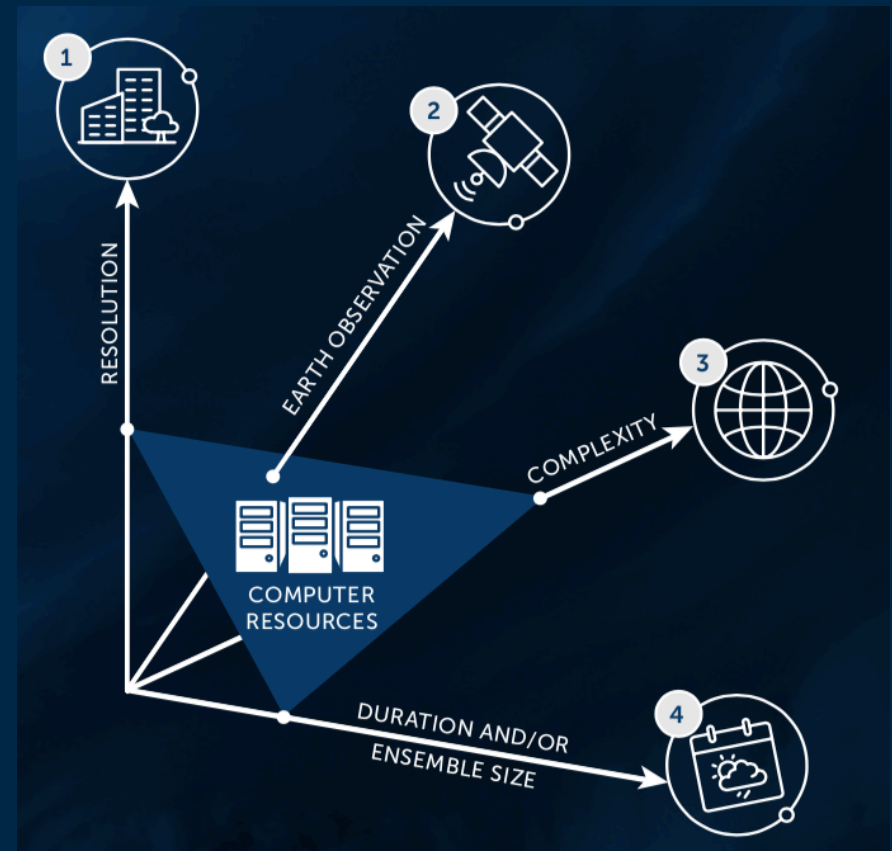 1
RESOLUTION
2
EARTH OBSERVATION
3
COMPLEXITY
COMPUTER
RESOURCES
4
DURATION AND/OR
ENSEMBLE SIZE